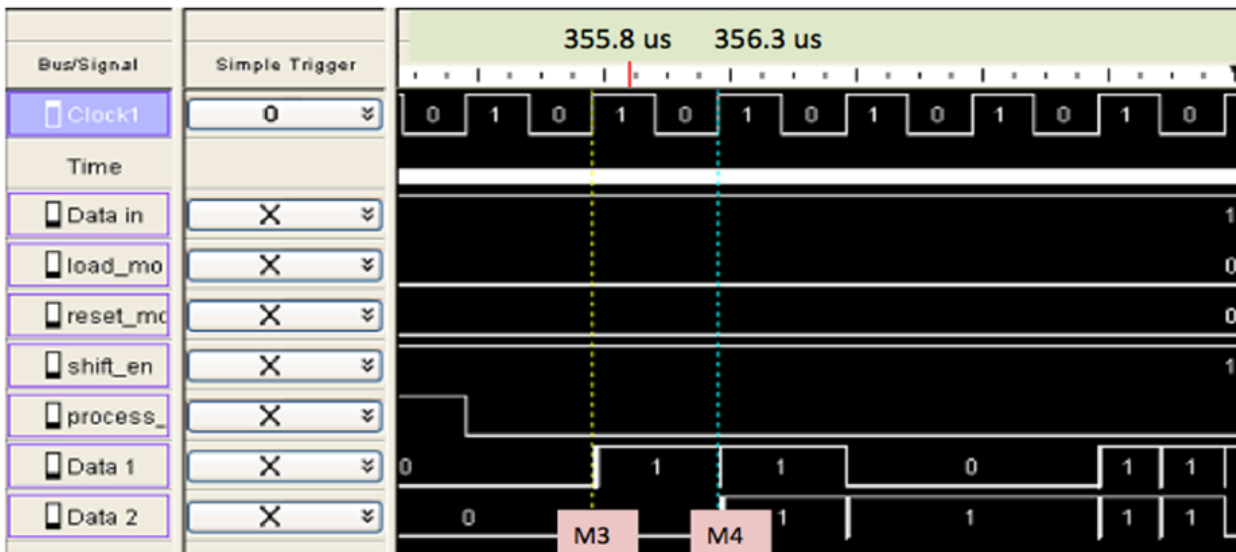 355.8 us 356.3 us
Bus/Signal Simple Trigger
Clock1 0 0 1 0 1 0 1 0 1 0 1 0 1 0
Time
Data in X 1
load_mo X 0
reset_mo X 0
shift_en X 1
process_ X
Data 1 X 0 1 1 0 1 1
Data 2 X 0 1 1 1 1
M3 M4